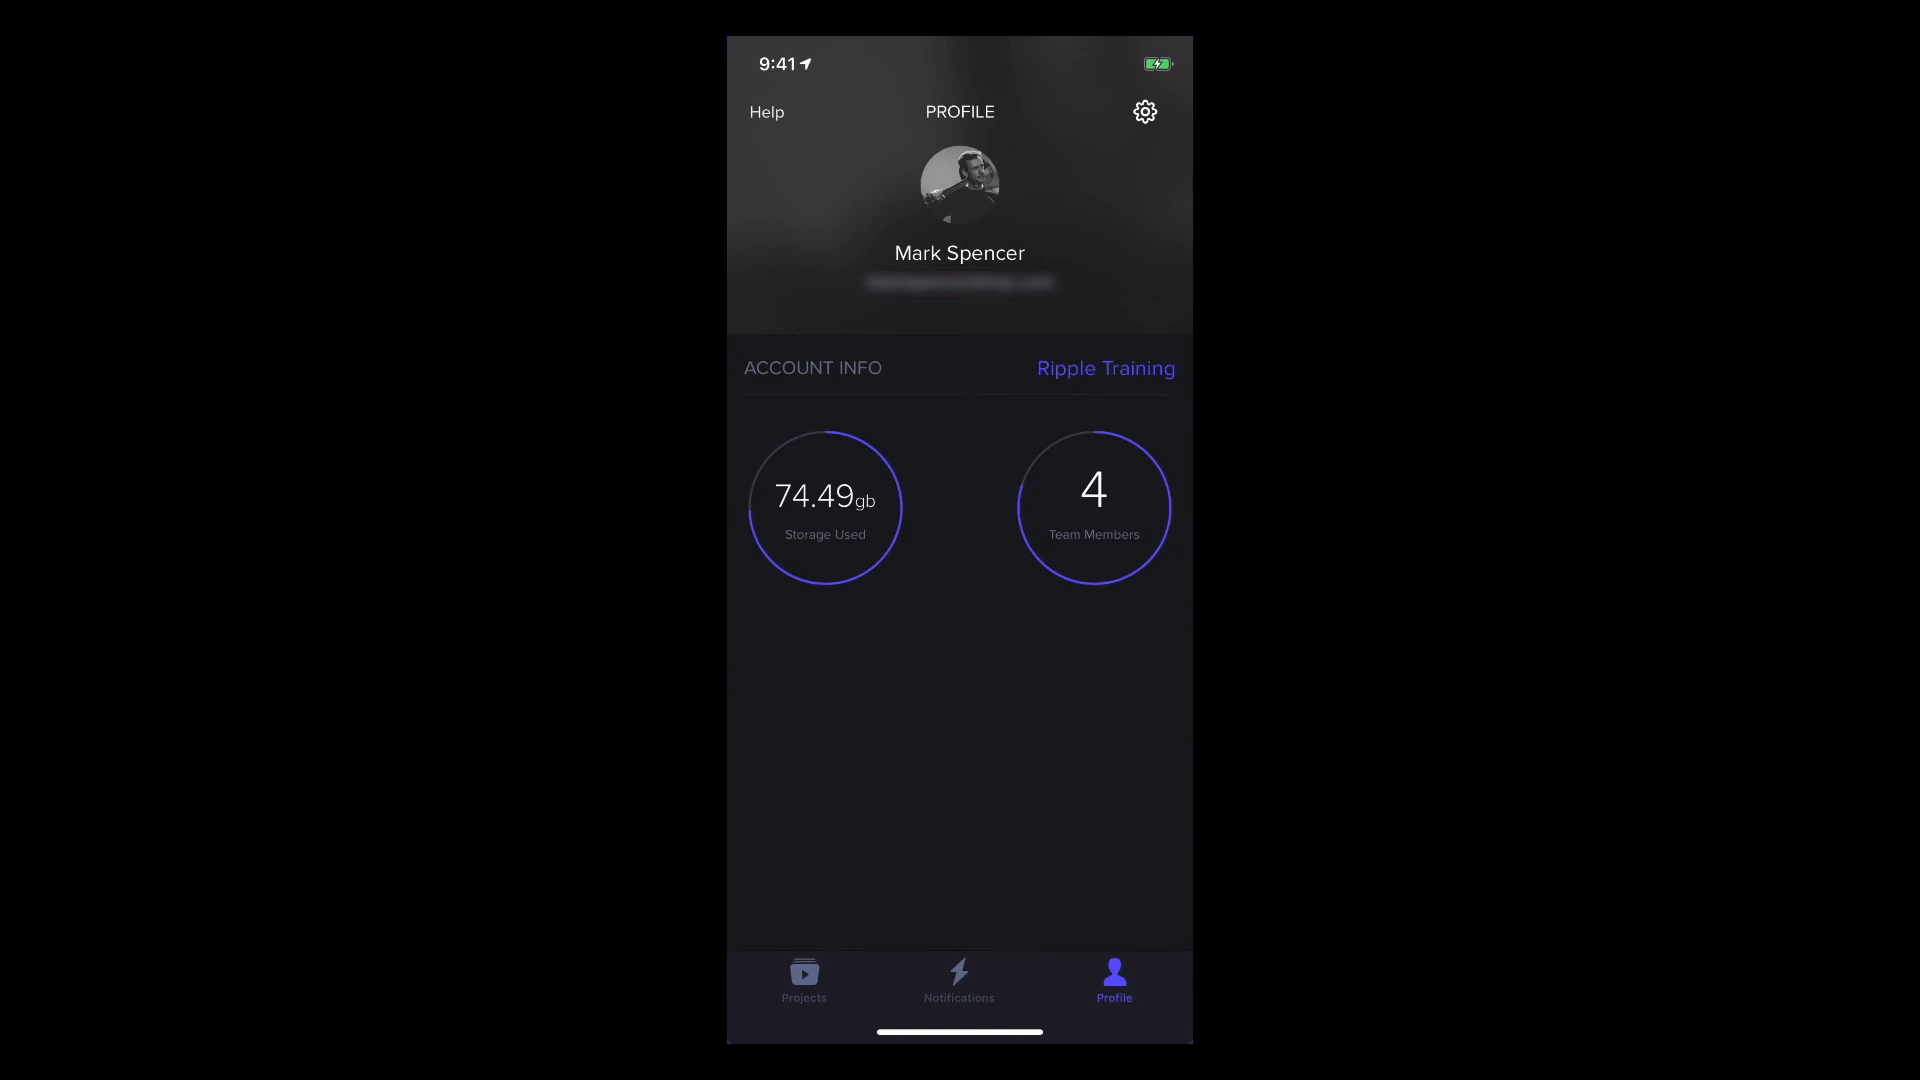 9:41
Help
PROFILE
Mark Spencer
ACCOUNT INFO
Ripple Training
74.49gb
Storage Used
4
Team Members
Projects
Notifications
Profile